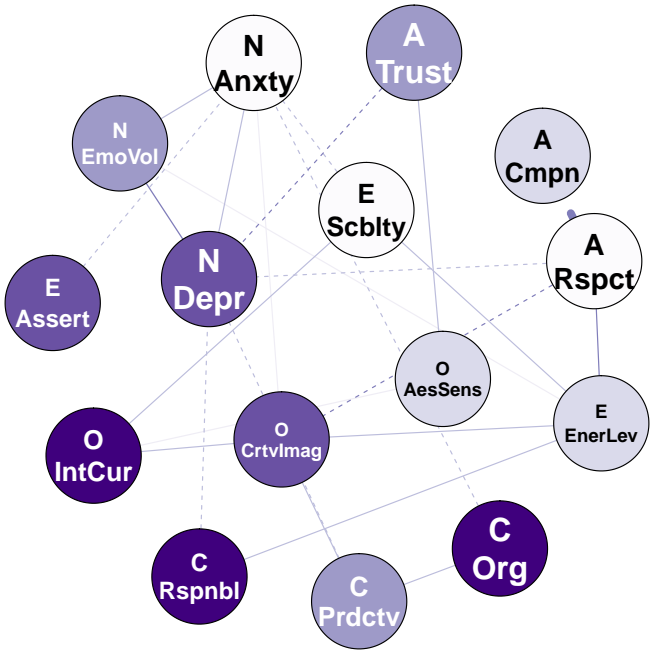 N
Anxty
A
Trust
N
EmoVol
A
Cmpn
E
Scblty
A
Rspct
N
Depr
E
Assert
O
AesSens
E
EnerLev
O
CrtvImag
O
IntCur
C
Org
C
Rspnbl
C
Prdctv